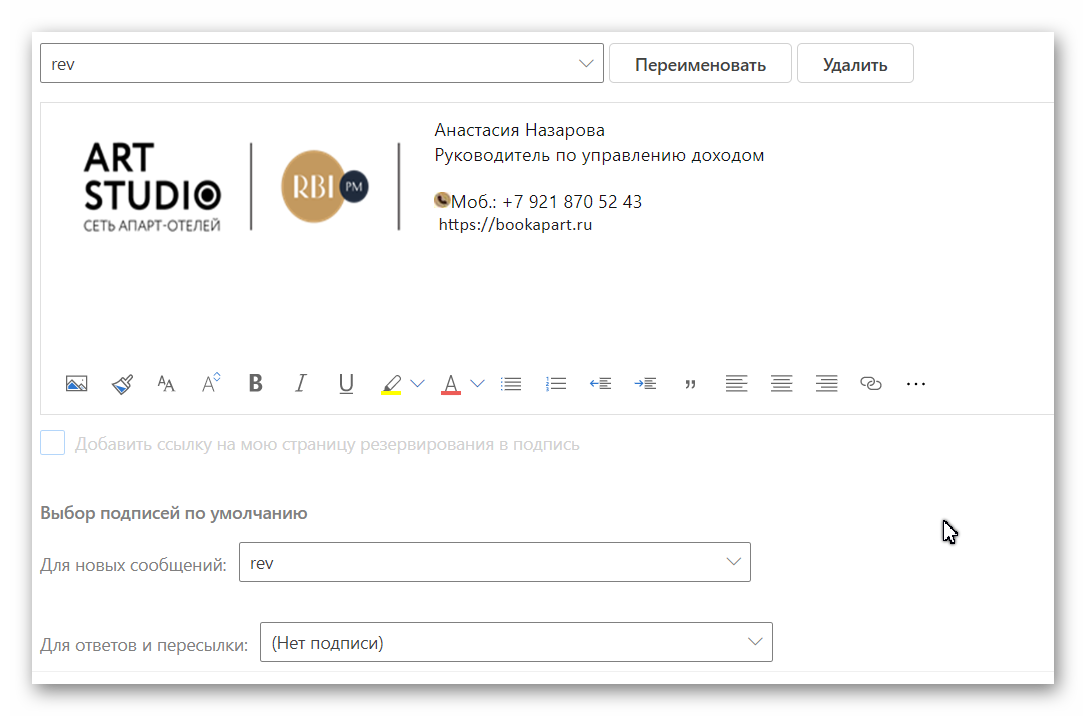 rev
Переименовать
Удалить
ART
STUDIO
СЕТЬ АПАРТ-ОТЕЛЕЙ
RBI
PM
Анастасия Назарова
Руководитель по управлению доходом
Моб.: +7 921 870 52 43
https://bookapart.ru
Добавить ссылку на мою страницу резервирования в подпись
Выбор подписей по умолчанию
Для новых сообщений: rev
Для ответов и пересылки: (Нет подписи)